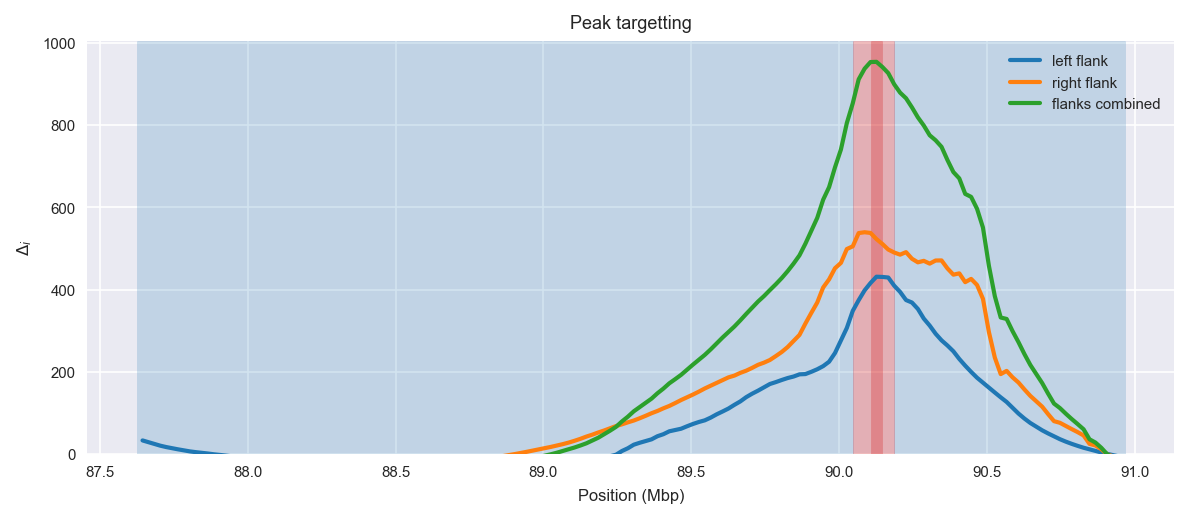 Peak targetting
1000
800
600
400
200
0
Δi
left flank
right flank
flanks combined
87.5 88.0 88.5 89.0 89.5 90.0 90.5 91.0
Position (Mbp)